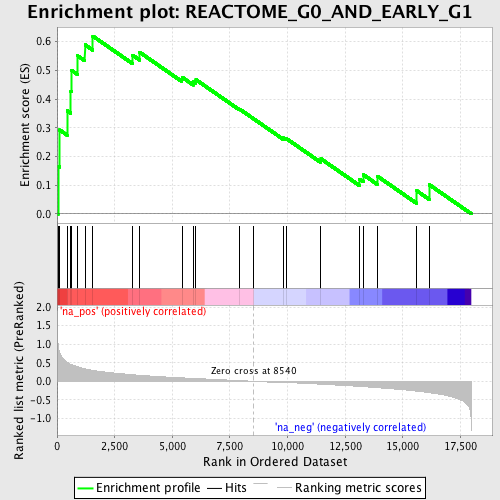 Enrichment plot: REACTOME_G0_AND_EARLY_G1
Enrichment score (ES)
0.6
0.5
0.4
0.3
0.2
0.1
0.0
'na_pos' (positively correlated)
Ranked list metric (PreRanked)
2.0
1.5
1.0
0.5
0.0
-0.5
-1.0
Zero cross at 8540
'na_neg' (negatively correlated)
0
2,500
5,000
7,500
10,000
12,500
15,000
17,500
Rank in Ordered Dataset
Enrichment profile
Hits
Ranking metric scores